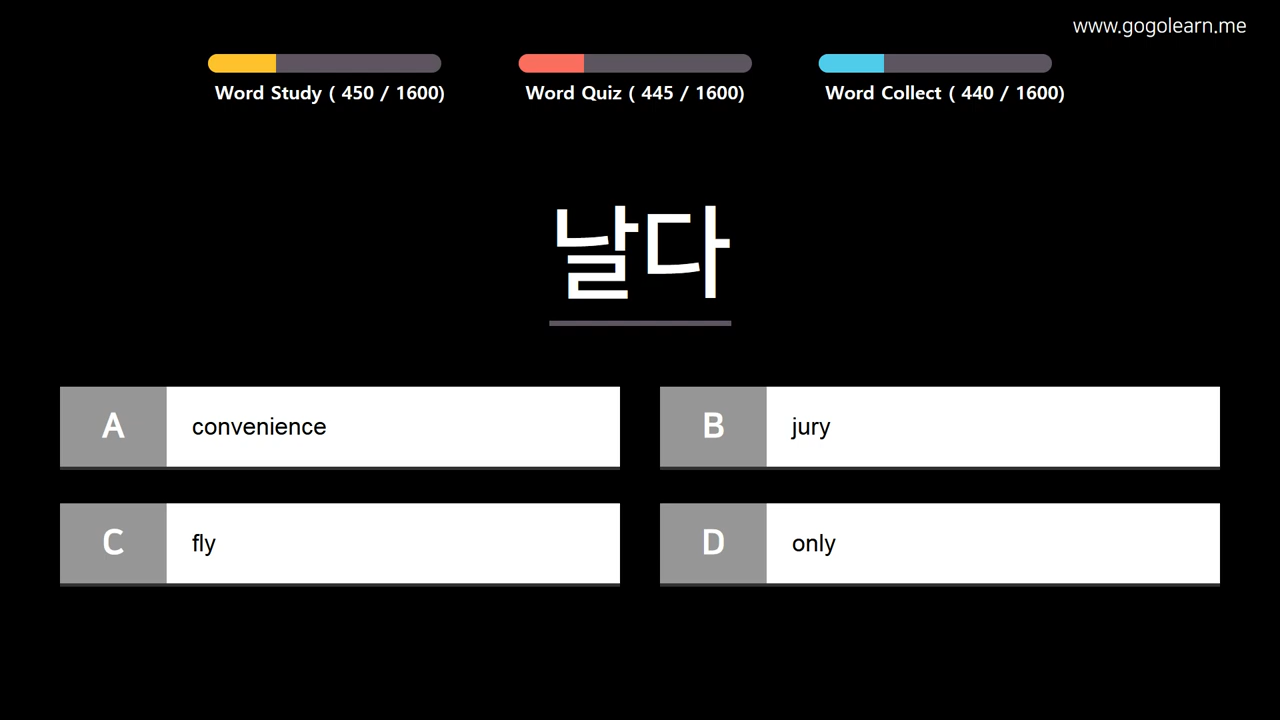 www.gogolearn.me
Word Study ( 450 / 1600)
Word Quiz ( 445 / 1600)
Word Collect ( 440 / 1600)
날다
A convenience
B jury
C fly
D only